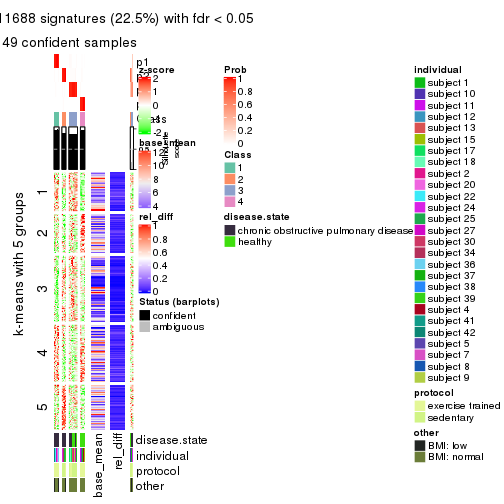 11688 signatures (22.5%) with fdr < 0.05
49 confident samples
p1
z-score
2
1
0
-1
-2
base_mean
12
10
8
6
4
rel_diff
1
0.8
0.6
0.4
0.2
0
Status (barplots)
confident
ambiguous
Prob
1
0.8
0.6
0.4
0.2
0
Class
1
2
3
4
disease.state
chronic obstructive pulmonary disease
healthy
individual
subject 1
subject 10
subject 11
subject 12
subject 13
subject 15
subject 17
subject 18
subject 2
subject 20
subject 22
subject 24
subject 25
subject 27
subject 30
subject 34
subject 36
subject 37
subject 38
subject 39
subject 4
subject 41
subject 42
subject 5
subject 7
subject 8
subject 9
protocol
exercise trained
sedentary
other
BMI: low
BMI: normal
k-means with 5 groups
1
2
3
4
5
disease.state
individual
protocol
other
base_mean
rel_diff